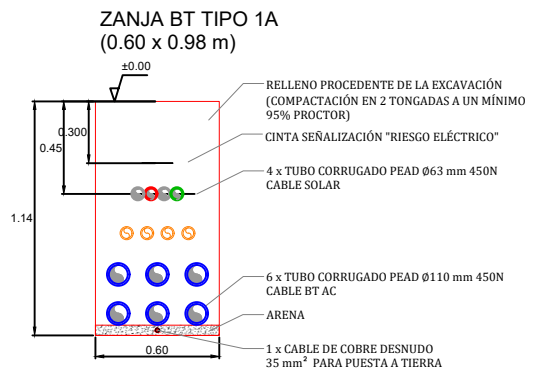 ZANJA BT TIPO 1A
(0.60 x 0.98 m)
±0.00
RELLENO PROCEDENTE DE LA EXCAVACIÓN
(COMPACTACIÓN EN 2 TONGADAS A UN MÍNIMO
95% PROCTOR)
0.300
CINTA SEÑALIZACIÓN "RIESGO ELÉCTRICO"
0.45
4 x TUBO CORRUGADO PEAD Ø63 mm 450N
CABLE SOLAR
1.14
6 x TUBO CORRUGADO PEAD Ø110 mm 450N
CABLE BT AC
ARENA
0.60
1 x CABLE DE COBRE DESNUDO
35 mm² PARA PUESTA A TIERRA